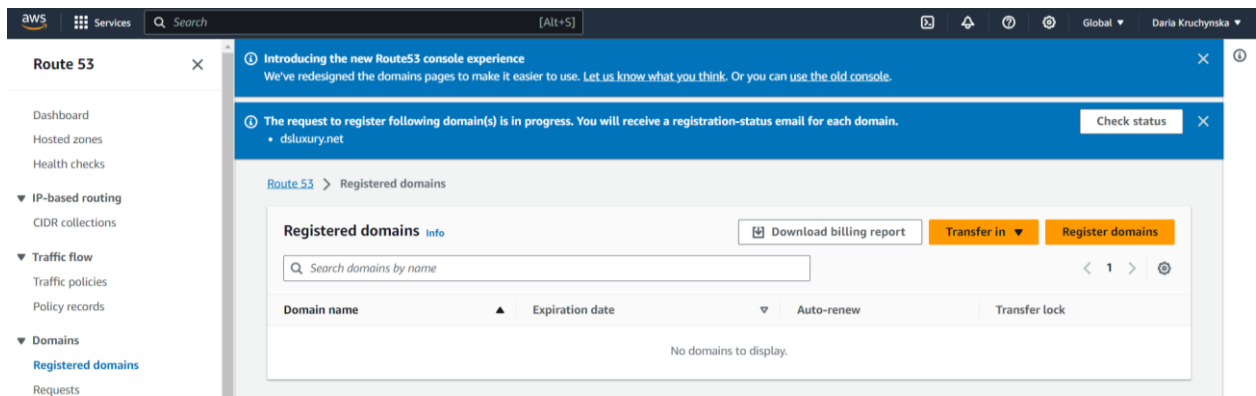 aws Services Search [Alt+S] Global ▼ Daria Kruchynska ▼
Route 53
Introducing the new Route53 console experience
We've redesigned the domains pages to make it easier to use. Let us know what you think. Or you can use the old console.
Dashboard
Hosted zones
Health checks
The request to register following domain(s) is in progress. You will receive a registration-status email for each domain. Check status
• dsluxury.net
▼ IP-based routing
CIDR collections
▼ Traffic flow
Traffic policies
Policy records
▼ Domains
Registered domains
Requests
Route 53 > Registered domains
Registered domains Info Download billing report Transfer in ▼ Register domains
Search domains by name < 1 >
Domain name ▲ Expiration date ▽ Auto-renew Transfer lock
No domains to display.